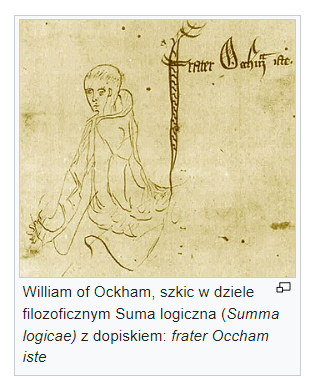 frater Occham iste
William of Ockham, szkic w dziele
filozoficznym Suma logiczna (Summa
logicae) z dopiskiem: frater Occham
iste